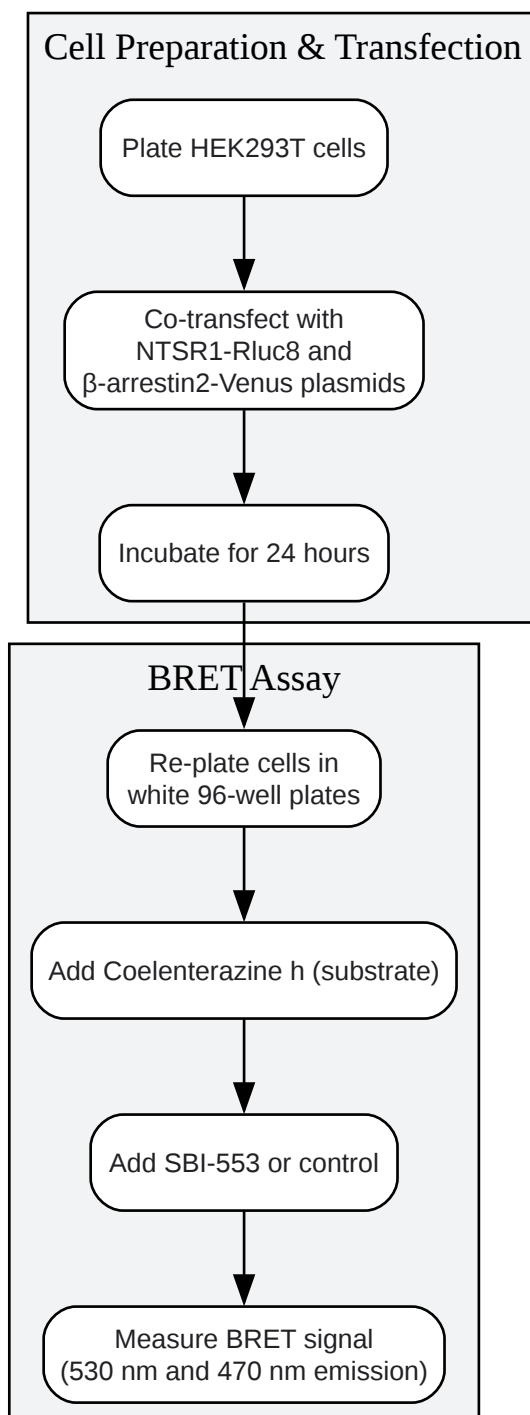 Cell Preparation & Transfection
Plate HEK293T cells
Co-transfect with
NTSR1-Rluc8 and
β-arrestin2-Venus plasmids
Incubate for 24 hours
BRET Assay
Re-plate cells in
white 96-well plates
Add Coelenterazine h (substrate)
Add SBI-553 or control
Measure BRET signal
(530 nm and 470 nm emission)